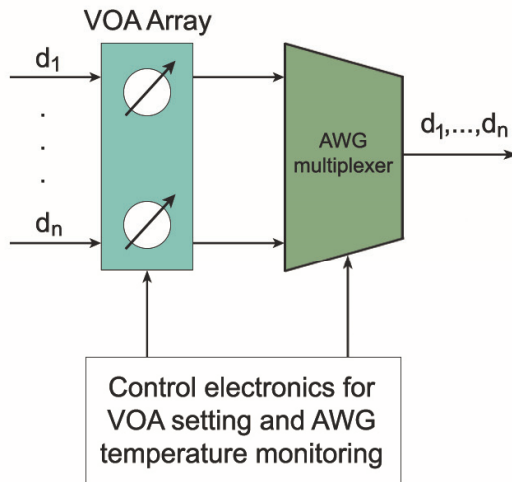 VOA Array
d1
d1,...,dn
AWG
multiplexer
.
.
.
.
dn
Control electronics for
VOA setting and AWG
temperature monitoring